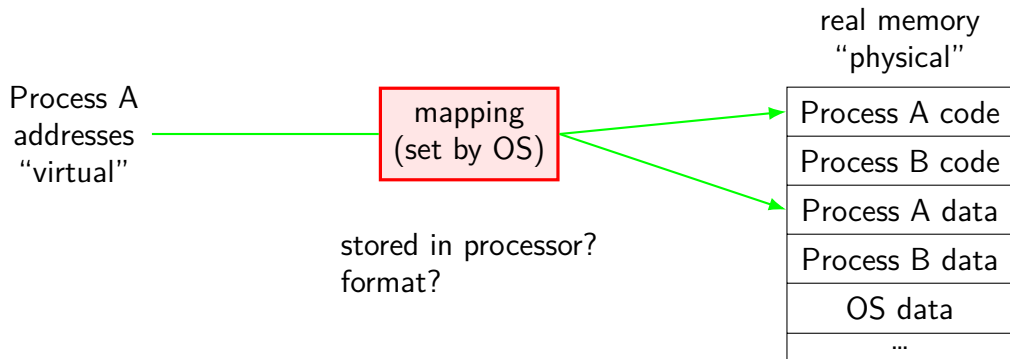 real memory
“physical”
Process A
addresses
“virtual”
mapping
(set by OS)
stored in processor?
format?
Process A code
Process B code
Process A data
Process B data
OS data
...